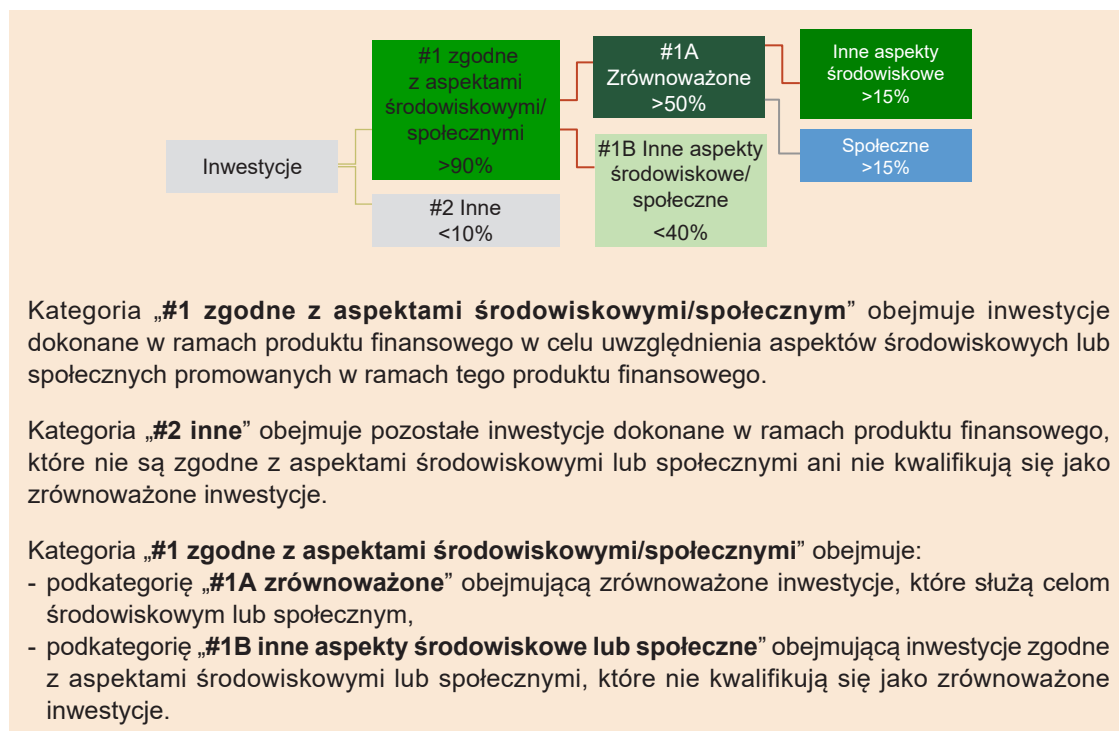 Inwestycje
#1 zgodne
z aspektami
środowiskowymi/
społecznymi
>90%
#2 Inne
<10%
#1A
Zrównoważone
>50%
#1B Inne aspekty
środowiskowe/
społeczne
<40%
Inne aspekty
środowiskowe
>15%
Społeczne
>15%
Kategoria „#1 zgodne z aspektami środowiskowymi/społecznym” obejmuje inwestycje
dokonane w ramach produktu finansowego w celu uwzględnienia aspektów środowiskowych lub
społecznych promowanych w ramach tego produktu finansowego.
Kategoria „#2 inne” obejmuje pozostałe inwestycje dokonane w ramach produktu finansowego,
które nie są zgodne z aspektami środowiskowymi lub społecznymi ani nie kwalifikują się jako
zrównoważone inwestycje.
Kategoria „#1 zgodne z aspektami środowiskowymi/społecznymi” obejmuje:
- podkategorię „#1A zrównoważone” obejmującą zrównoważone inwestycje, które służą celom
środowiskowym lub społecznym,
- podkategorię „#1B inne aspekty środowiskowe lub społeczne” obejmującą inwestycje zgodne
z aspektami środowiskowymi lub społecznymi, które nie kwalifikują się jako zrównoważone
inwestycje.